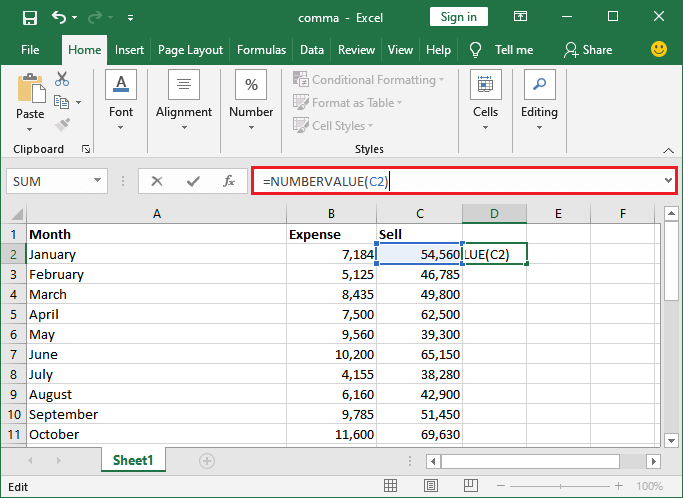 comma - Excel Sign in
File Home Insert Page Layout Formulas Data Review View Help Tell me Share
Paste Font Alignment % Number Conditional Formatting Format as Table Cell Styles Cells Editing
Clipboard Styles
SUM fx =NUMBERVALUE(C2)
A B C D E F
1 Month Expense Sell
2 January 7,184 54,560 LUE(C2)
3 February 5,125 46,785
4 March 8,435 49,800
5 April 7,500 62,500
6 May 9,560 39,300
7 June 10,200 65,150
8 July 4,155 38,280
9 August 6,160 42,900
10 September 9,785 51,450
11 October 11,600 69,630
Sheet1
Edit 100%